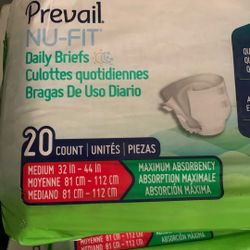 Prevail.
NU-FIT
Daily Briefs
Culottes quotidiennes
Bragas De Uso Diario
20 COUNT | UNITÉS | PIEZAS
MEDIUM 32 IN - 44 IN
MOYENNE 81 CM - 112 CM
MEDIANO 81 CM - 112 CM
MAXIMUM ABSORBENCY
ABSORPTION MAXIMALE
ABSORCIÓN MÁXIMA